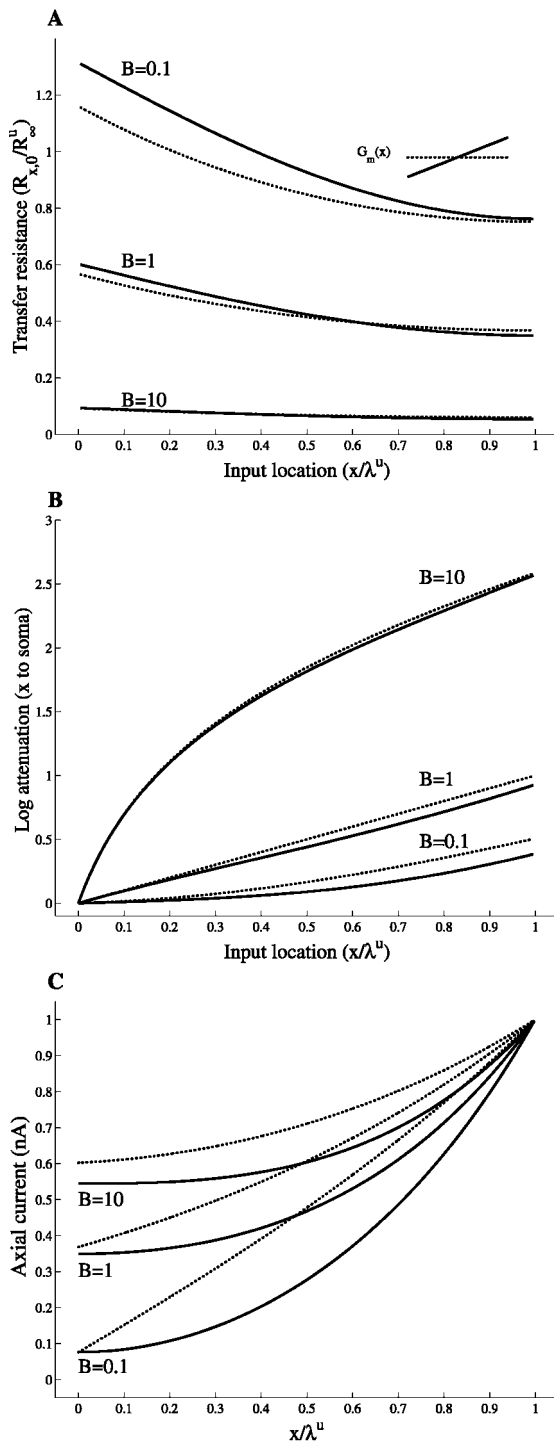 A
Transfer resistance (R_{x,0}/R_∞^u)
1.2
1
0.8
0.6
0.4
0.2
0
B=0.1
B=1
B=10
G_m(x)
0 0.1 0.2 0.3 0.4 0.5 0.6 0.7 0.8 0.9 1
Input location (x/λ^u)
B
Log attenuation (x to soma)
3
2.5
2
1.5
1
0.5
0
B=10
B=1
B=0.1
0 0.1 0.2 0.3 0.4 0.5 0.6 0.7 0.8 0.9 1
Input location (x/λ^u)
C
Axial current (nA)
1
0.9
0.8
0.7
0.6
0.5
0.4
0.3
0.2
0.1
0
B=10
B=1
B=0.1
0 0.1 0.2 0.3 0.4 0.5 0.6 0.7 0.8 0.9 1
x/λ^u